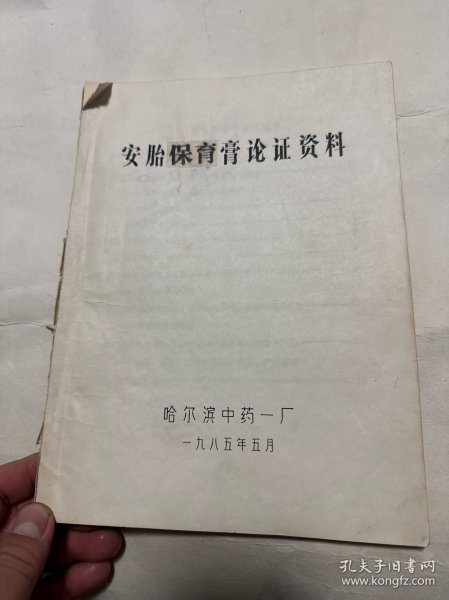 安胎保育膏论证资料
哈尔滨中药一厂
一九八五年五月
孔夫子旧书网
www.kongfz.com